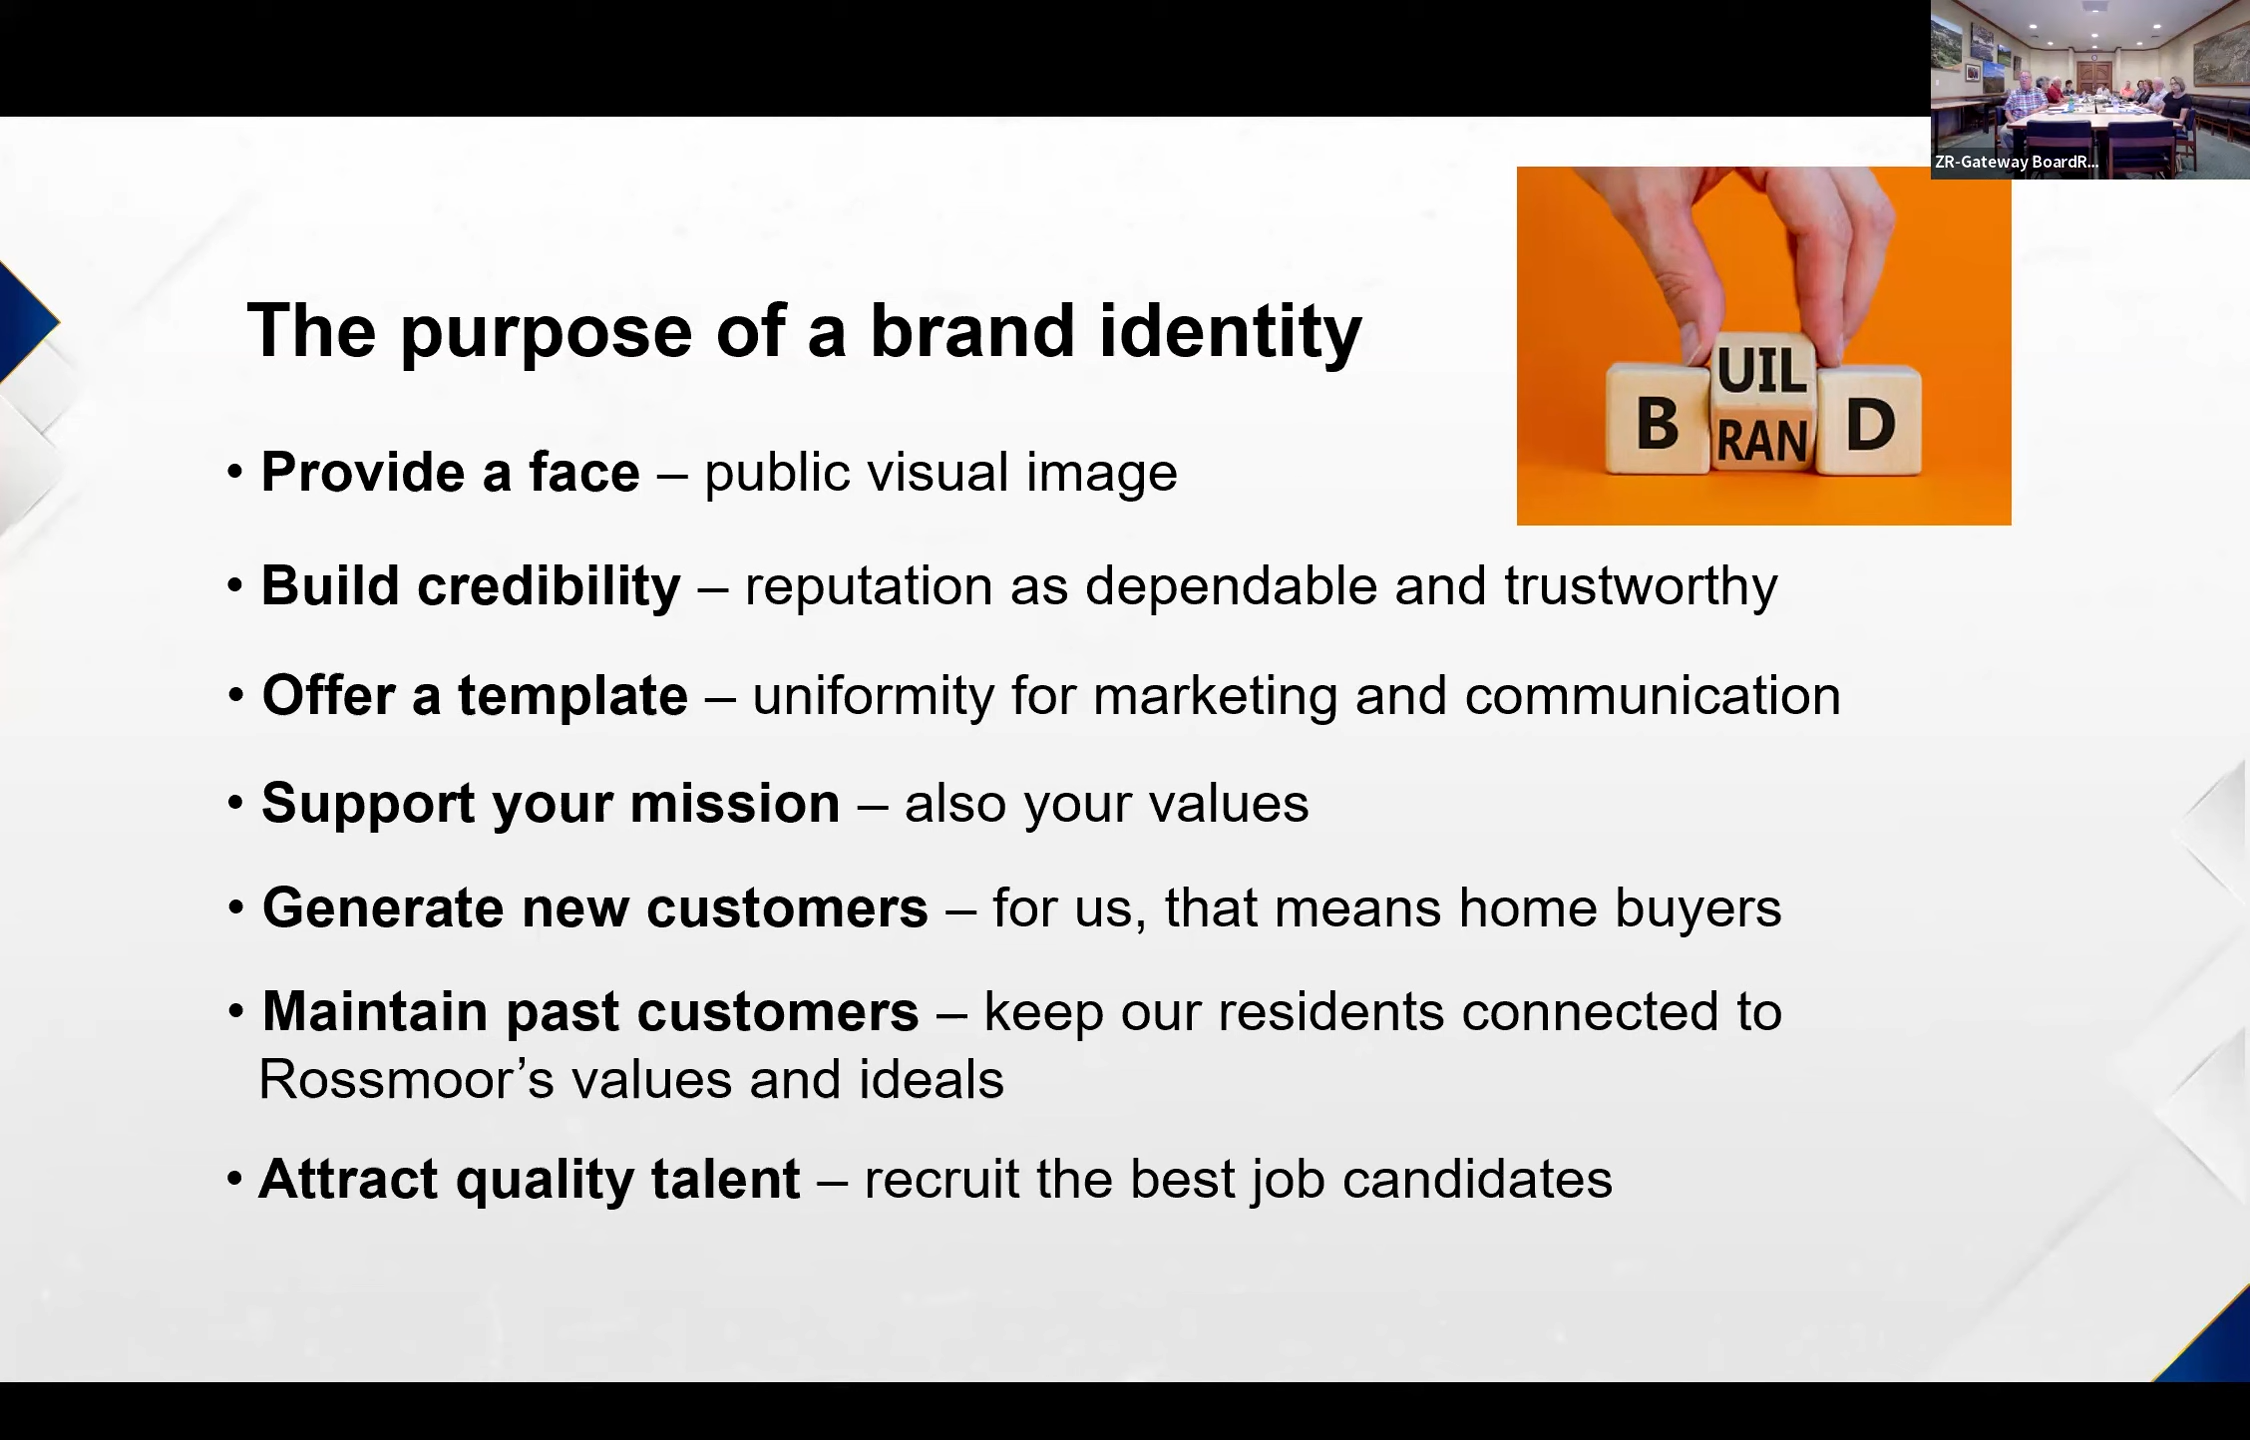 ZR-Gateway BoardR...
UIL
B RAN D
The purpose of a brand identity
• Provide a face – public visual image
• Build credibility – reputation as dependable and trustworthy
• Offer a template – uniformity for marketing and communication
• Support your mission – also your values
• Generate new customers – for us, that means home buyers
• Maintain past customers – keep our residents connected to
Rossmoor’s values and ideals
• Attract quality talent – recruit the best job candidates